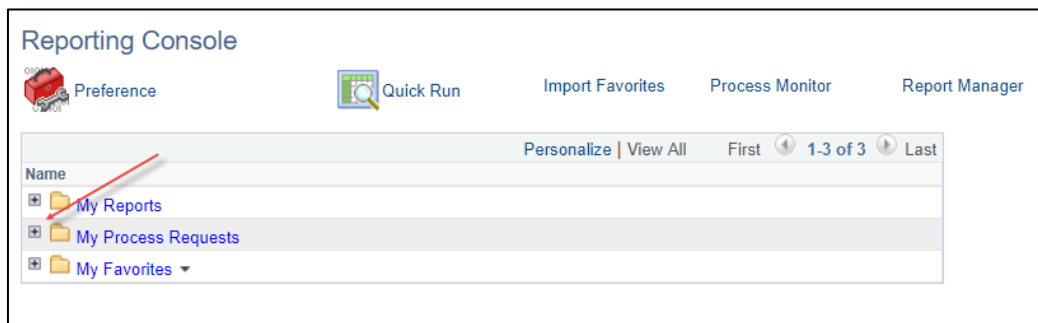 Reporting Console
Preference Quick Run Import Favorites Process Monitor Report Manager
Personalize | View All First 1-3 of 3 Last
Name
My Reports
My Process Requests
My Favorites